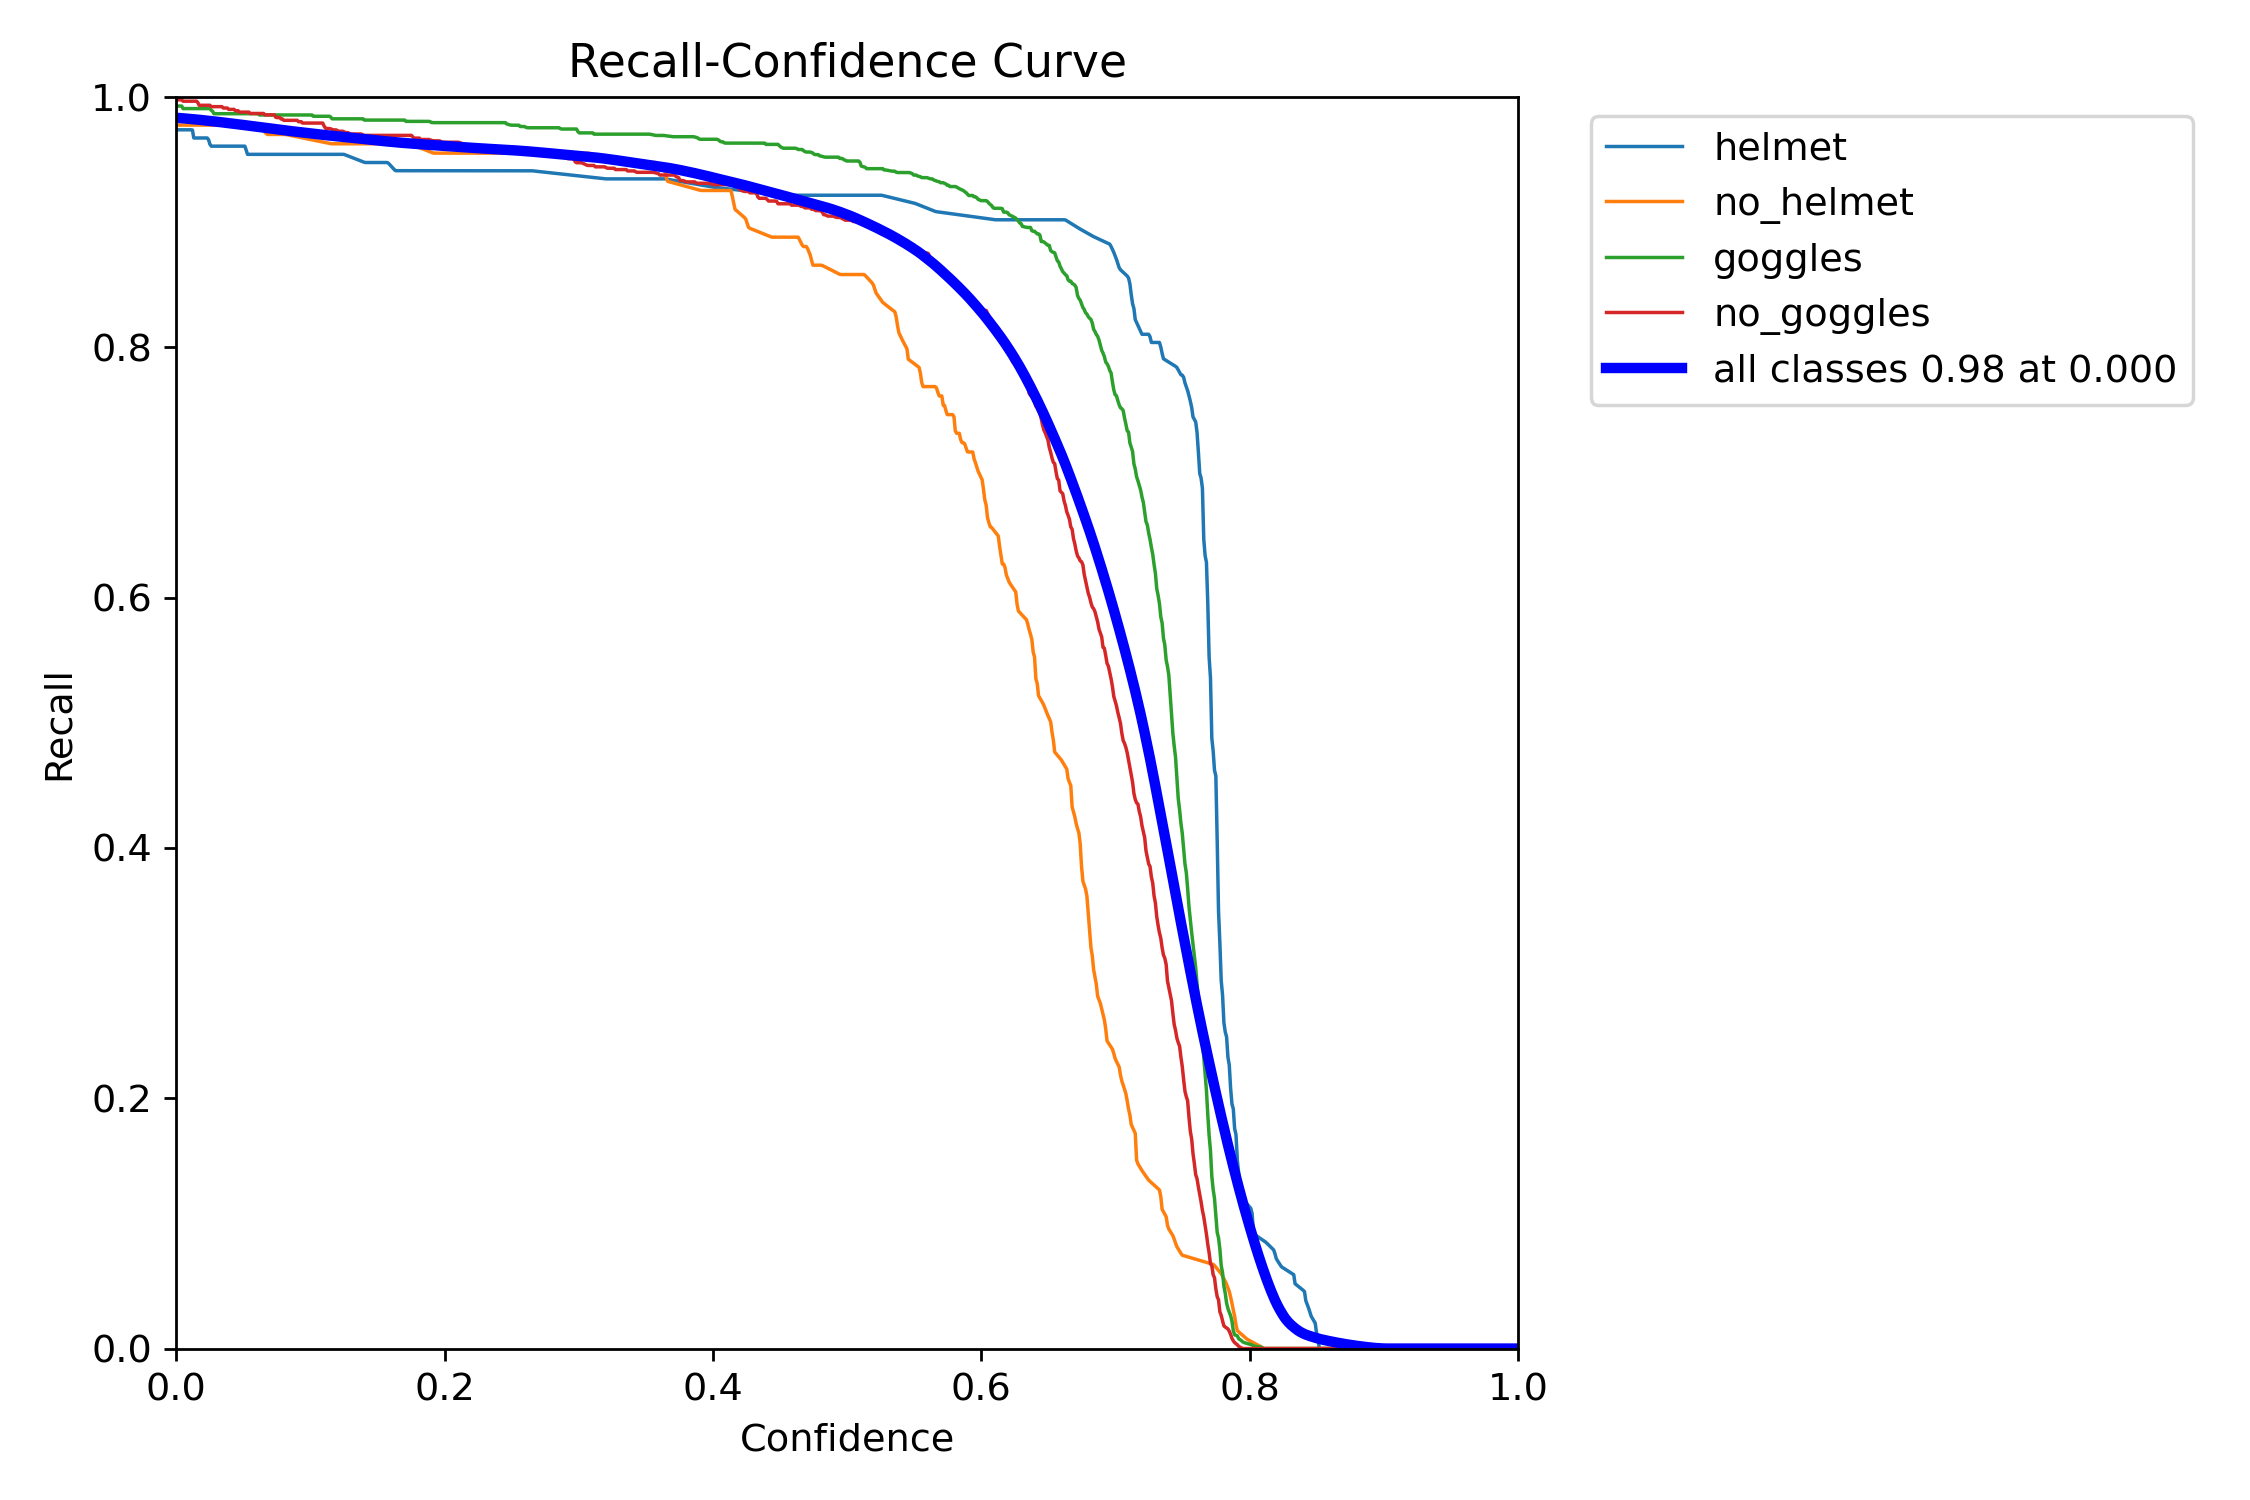 Recall-Confidence Curve
1.0
0.8
0.6
0.4
0.2
0.0
Recall
0.0 0.2 0.4 0.6 0.8 1.0
Confidence
helmet
no_helmet
goggles
no_goggles
all classes 0.98 at 0.000